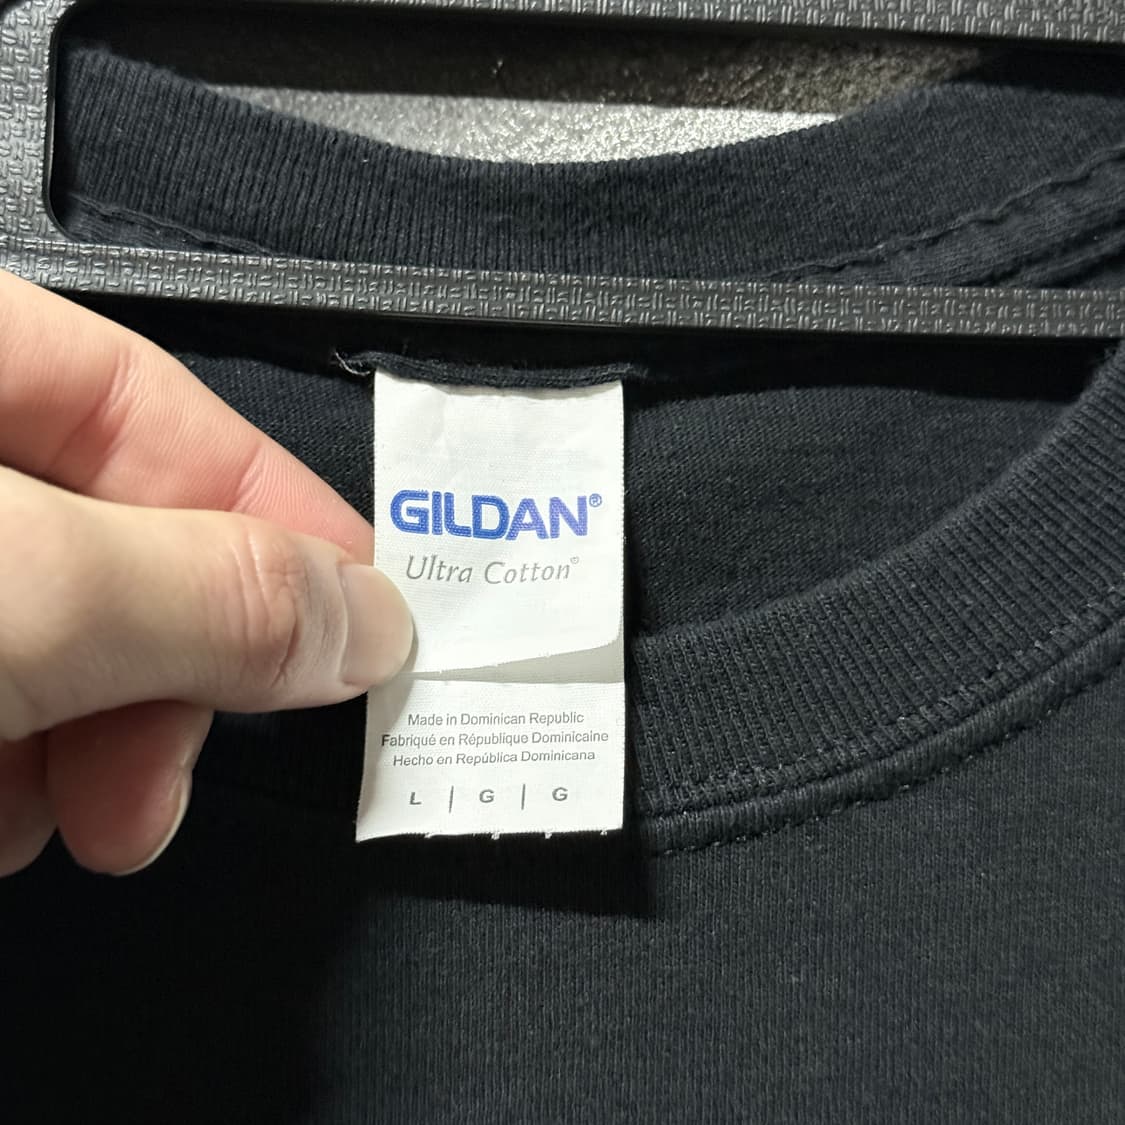 GILDAN®
Ultra Cotton®
Made in Dominican Republic
Fabriqué en République Dominicaine
Hecho en República Dominicana
L | G | G